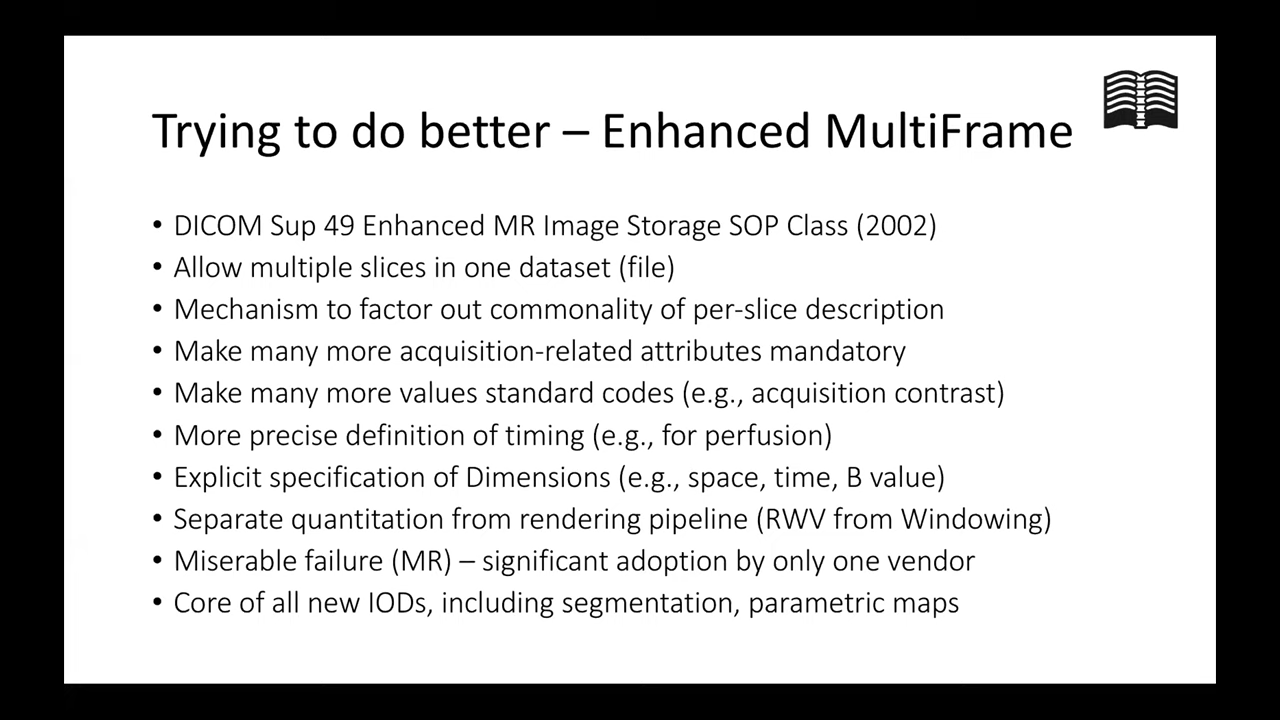 Trying to do better – Enhanced MultiFrame
• DICOM Sup 49 Enhanced MR Image Storage SOP Class (2002)
• Allow multiple slices in one dataset (file)
• Mechanism to factor out commonality of per-slice description
• Make many more acquisition-related attributes mandatory
• Make many more values standard codes (e.g., acquisition contrast)
• More precise definition of timing (e.g., for perfusion)
• Explicit specification of Dimensions (e.g., space, time, B value)
• Separate quantitation from rendering pipeline (RWV from Windowing)
• Miserable failure (MR) – significant adoption by only one vendor
• Core of all new IODs, including segmentation, parametric maps